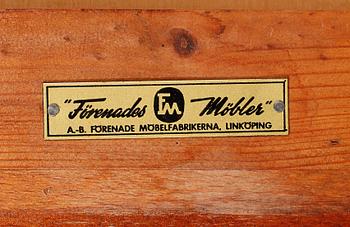 "Förenades FM Möbler"
A.-B. FÖRENADE MÖBELFABRIKERNA, LINKÖPING